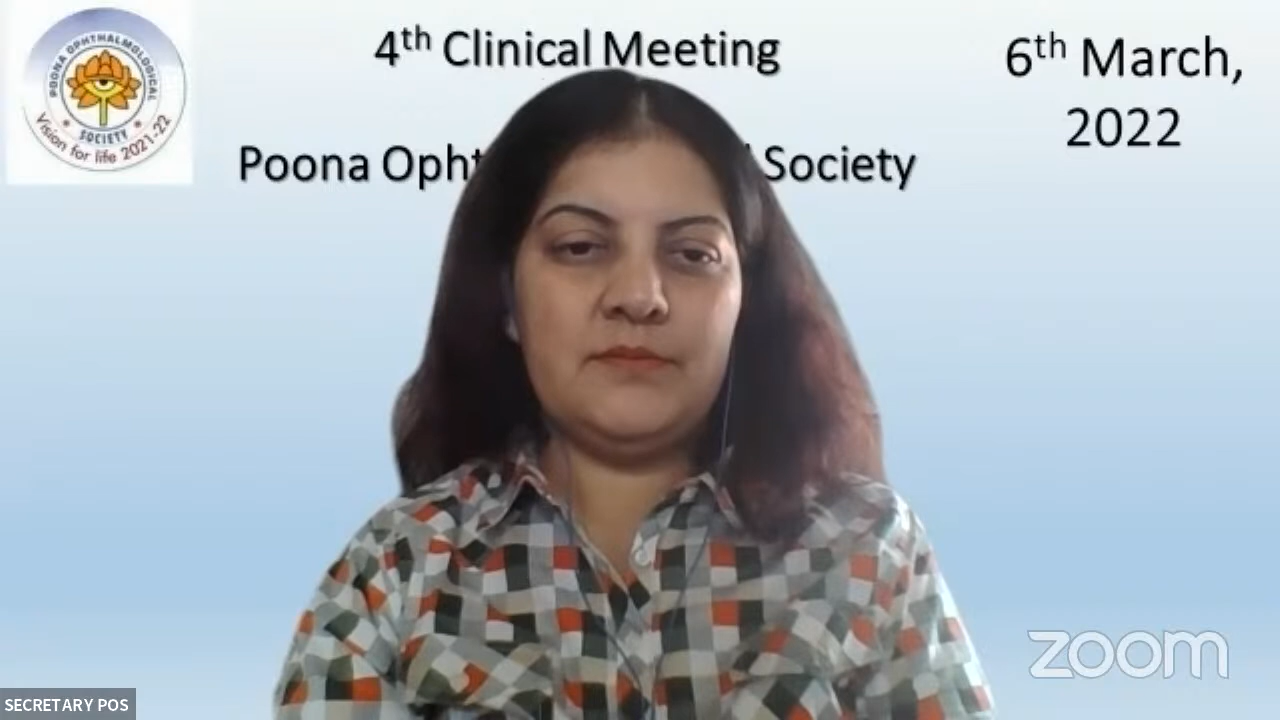 POONA OPHTHALMOLOGICAL
SOCIETY
Vision for life 2021-22
4th Clinical Meeting
6th March,
2022
Poona Opht
Society
zoom
SECRETARY POS